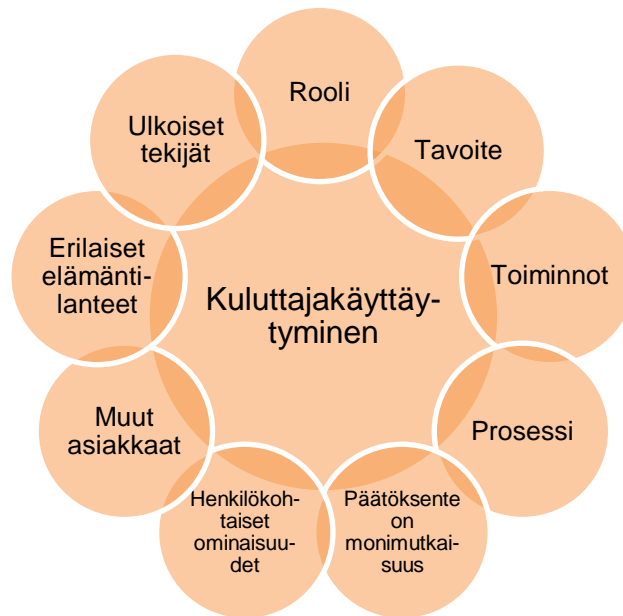 Rooli
Tavoite
Toiminnot
Prosessi
Päätöksente
on
monimutkai-
suus
Henkilökoh-
taiset
ominaisuu-
det
Muut
asiakkaat
Erilaiset
elämänti-
lanteet
Ulkoiset
tekijät
Kuluttajakäyttäy-
tyminen